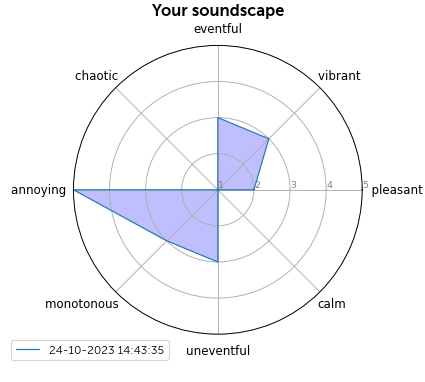 Your soundscape
eventful
chaotic
vibrant
annoying
1 2 3 4 5
pleasant
monotonous
calm
uneventful
24-10-2023 14:43:35